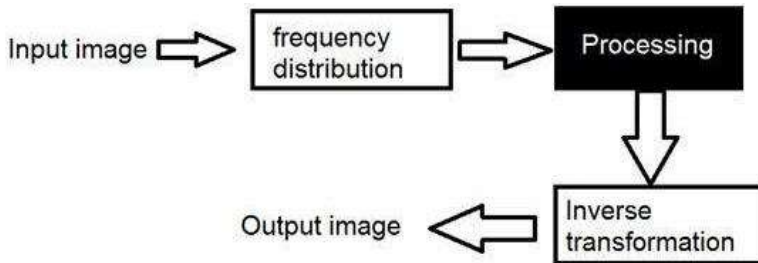 Input image
frequency
distribution
Processing
Inverse
transformation
Output image